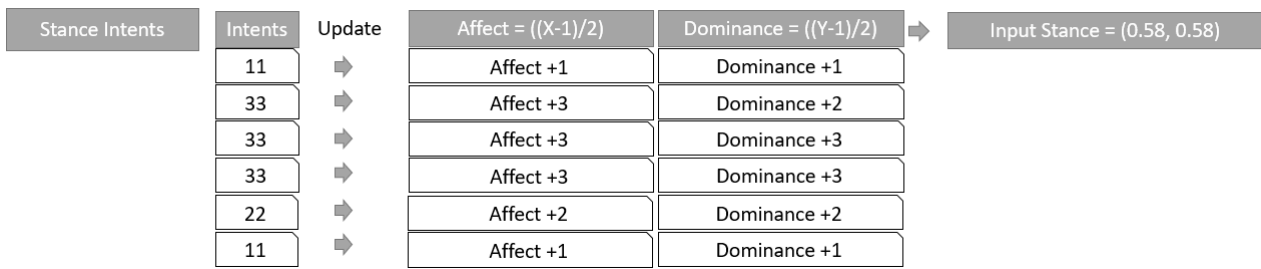 Stance Intents Intents Update Affect = ((X-1)/2) Dominance = ((Y-1)/2) Input Stance = (0.58, 0.58)
11 Affect +1 Dominance +1
33 Affect +3 Dominance +2
33 Affect +3 Dominance +3
33 Affect +3 Dominance +3
22 Affect +2 Dominance +2
11 Affect +1 Dominance +1